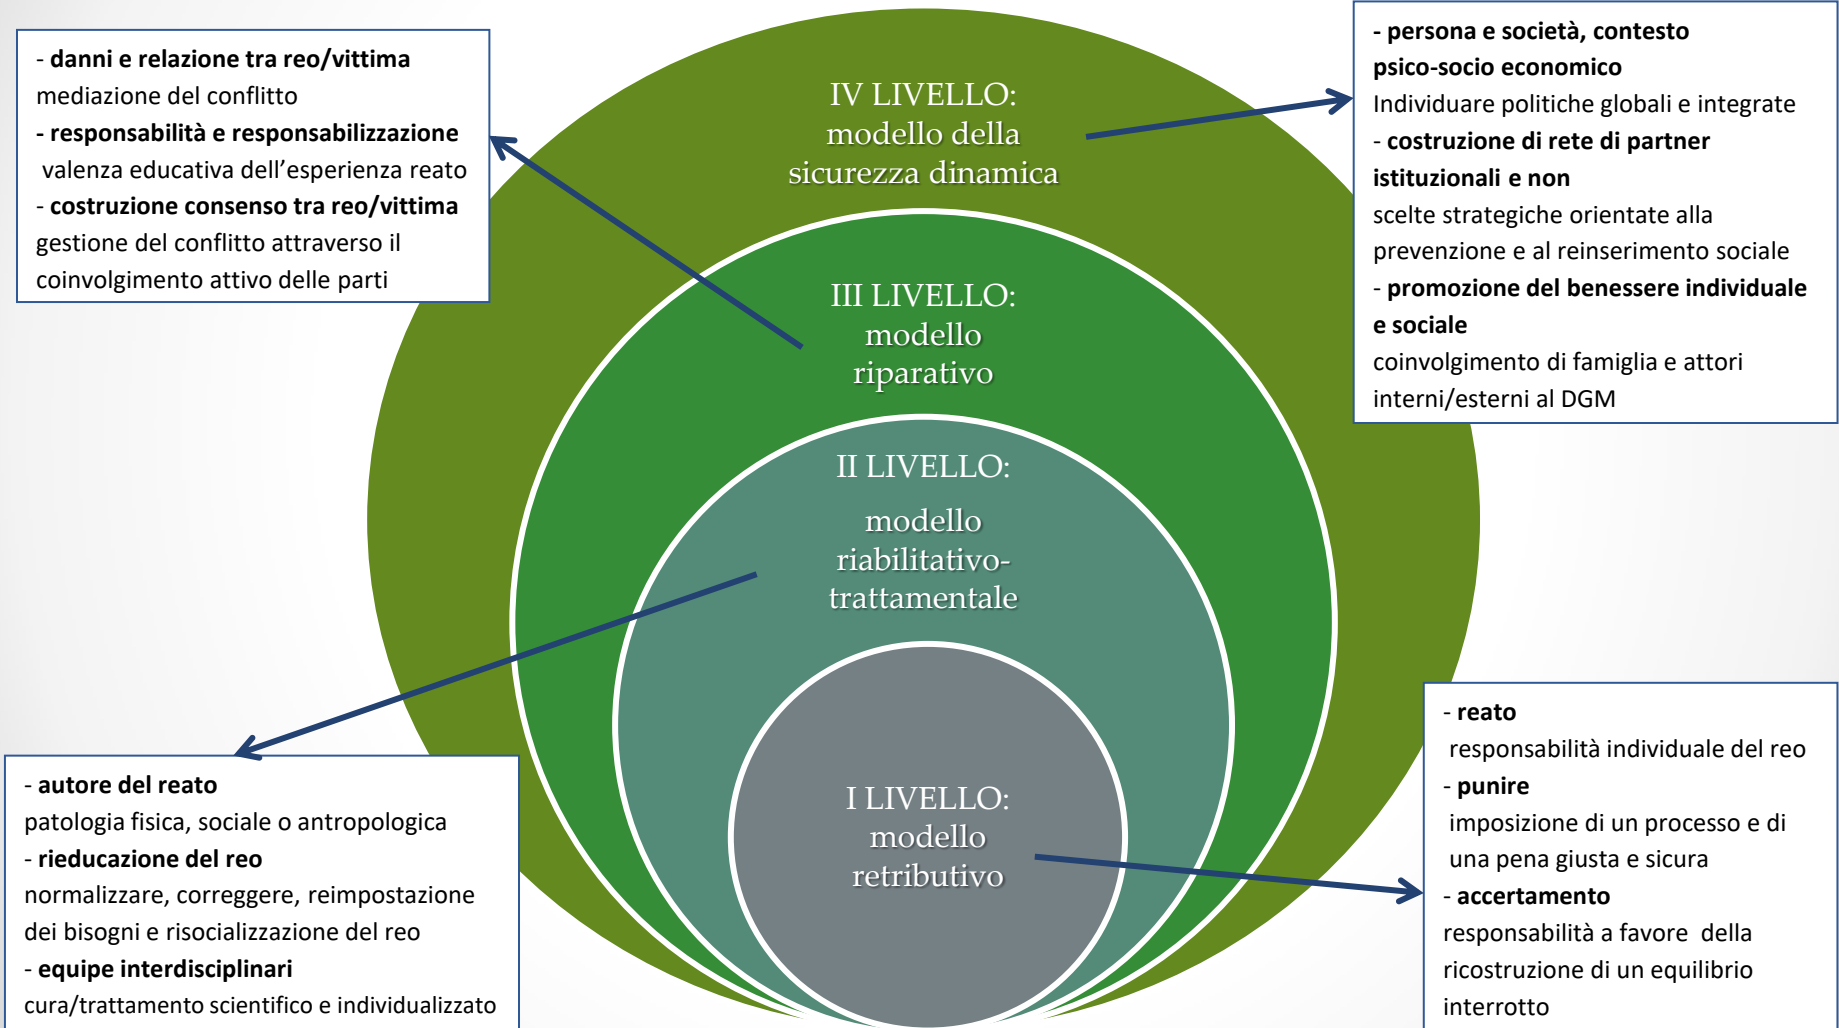 - danni e relazione tra reo/vittima
mediazione del conflitto
- responsabilità e responsabilizzazione
valenza educativa dell’esperienza reato
- costruzione consenso tra reo/vittima
gestione del conflitto attraverso il
coinvolgimento attivo delle parti
IV LIVELLO:
modello della
sicurezza dinamica
- persona e società, contesto
psico-socio economico
Individuare politiche globali e integrate
- costruzione di rete di partner
istituzionali e non
scelte strategiche orientate alla
prevenzione e al reinserimento sociale
- promozione del benessere individuale
e sociale
coinvolgimento di famiglia e attori
interni/esterni al DGM
III LIVELLO:
modello
riparativo
II LIVELLO:
modello
riabilitativo-
trattamentale
- autore del reato
patologia fisica, sociale o antropologica
- rieducazione del reo
normalizzare, correggere, reimpostazione
dei bisogni e risocializzazione del reo
- equipe interdisciplinari
cura/trattamento scientifico e individualizzato
I LIVELLO:
modello
retributivo
- reato
responsabilità individuale del reo
- punire
imposizione di un processo e di
una pena giusta e sicura
- accertamento
responsabilità a favore della
ricostruzione di un equilibrio
interrotto